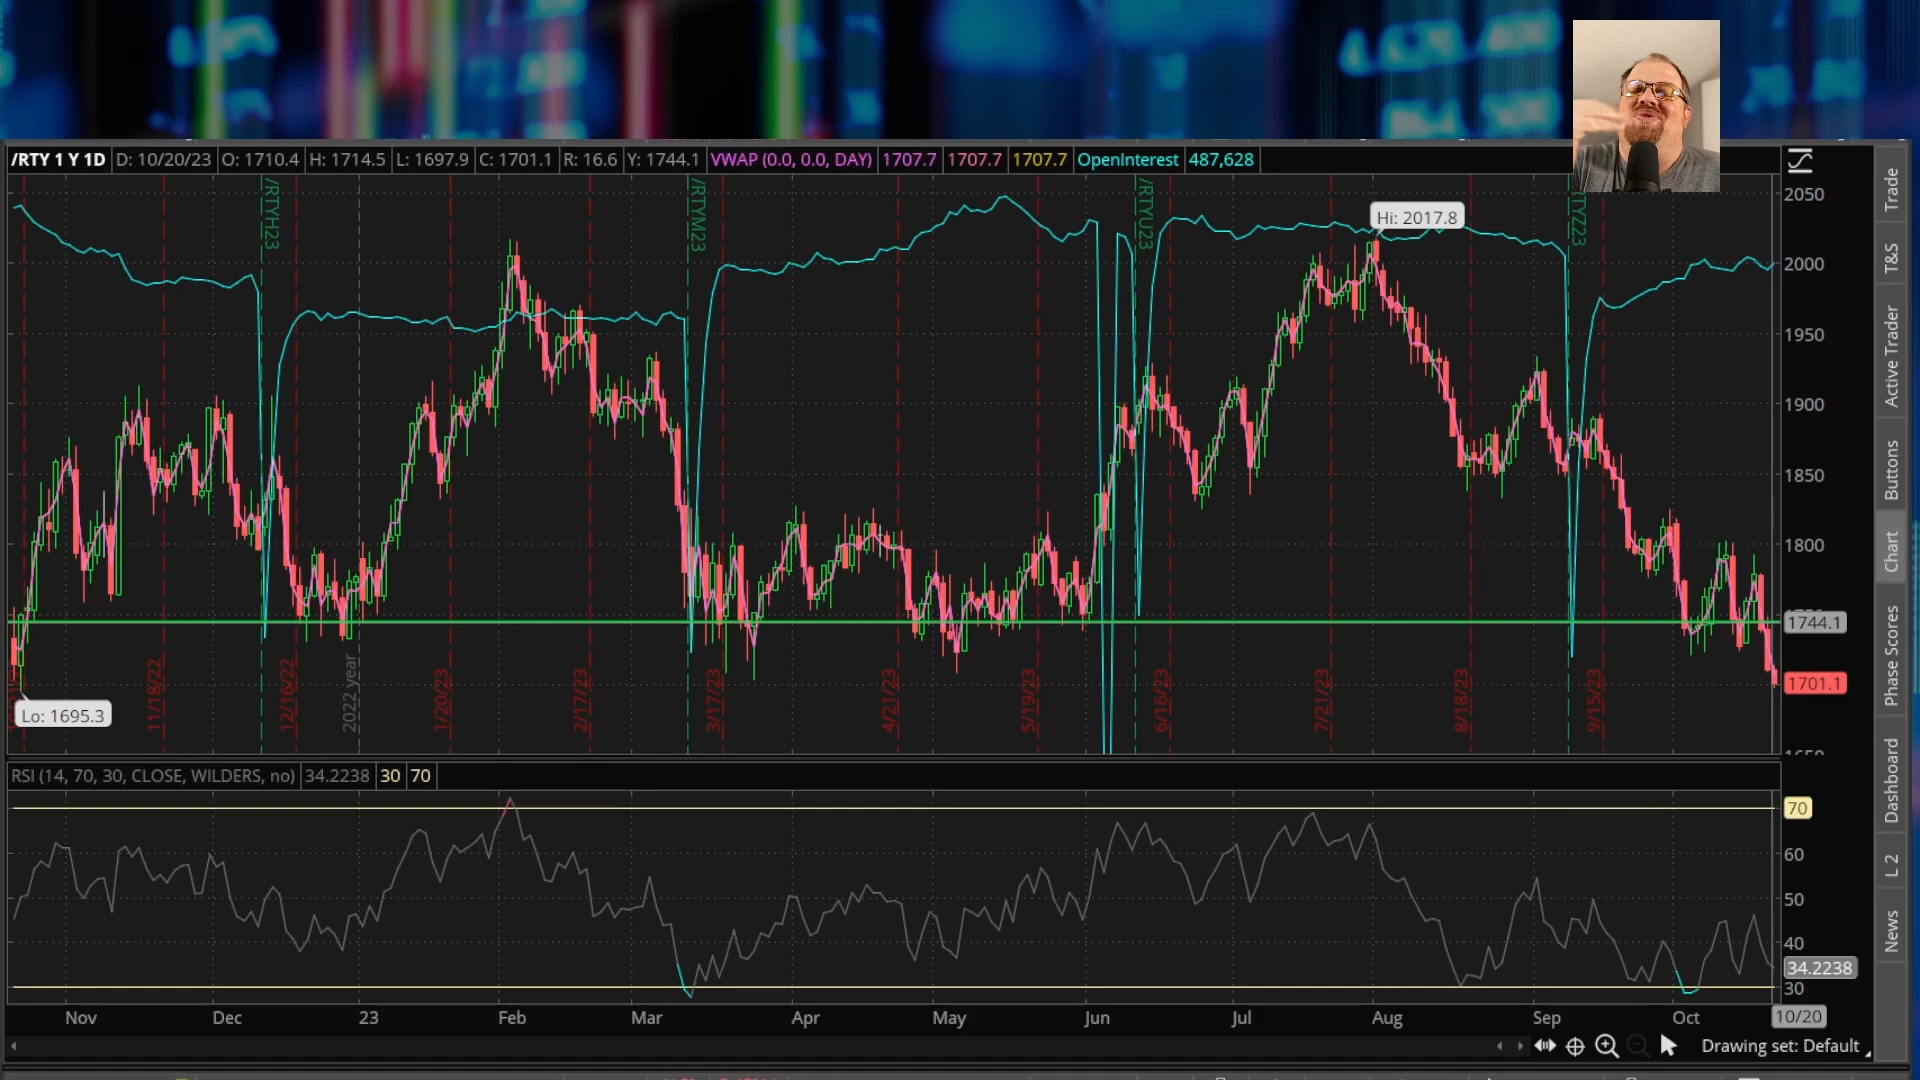 /RTY 1 Y 1D D: 10/20/23 O: 1710.4 H: 1714.5 L: 1697.9 C: 1701.1 R: 16.6 Y: 1744.1 VWAP (0.0, 0.0, DAY) 1707.7 1707.7 1707.7 OpenInterest 487,628
/RTYH23
/RTYM23
/RTYU23
/RTYZ23
Hi: 2017.8
Lo: 1695.3
2050
2000
1950
1900
1850
1800
1744.1
1701.1
11/18/22
12/16/22
2022 year
1/20/23
2/17/23
3/17/23
4/21/23
5/19/23
6/16/23
7/21/23
8/18/23
9/15/23
RSI (14, 70, 30, CLOSE, WILDERS, no) 34.2238 30 70
70
60
50
40
34.2238
30
Nov Dec 23 Feb Mar Apr May Jun Jul Aug Sep Oct 10/20
Drawing set: Default
Trade
T&S
Active Trader
Buttons
Chart
Phase Scores
Dashboard
L 2
News